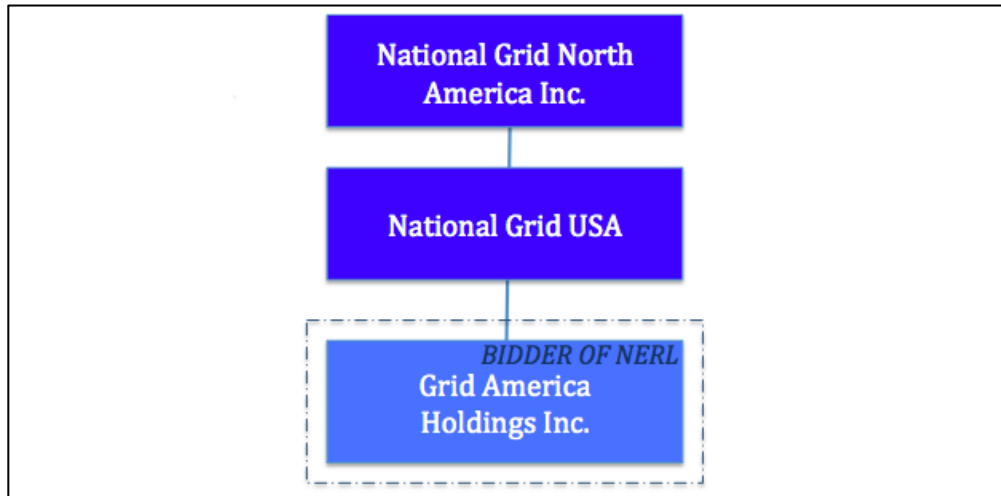 National Grid North
America Inc.
National Grid USA
BIDDER OF NERL
Grid America
Holdings Inc.